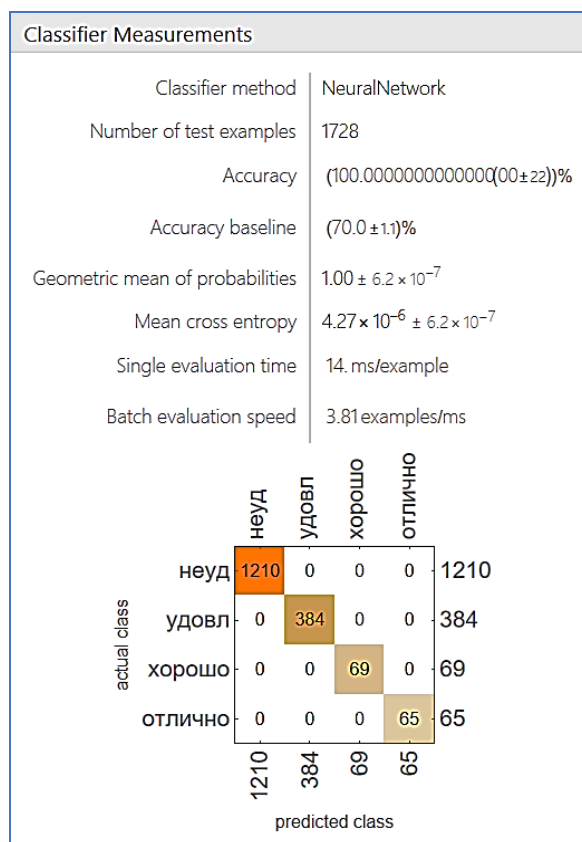 Classifier Measurements
Classifier method NeuralNetwork
Number of test examples 1728
Accuracy (100.0000000000000(00±22))%
Accuracy baseline (70.0±1.1)%
Geometric mean of probabilities 1.00 ± 6.2 × 10⁻⁷
Mean cross entropy 4.27 × 10⁻⁶ ± 6.2 × 10⁻⁷
Single evaluation time 14. ms/example
Batch evaluation speed 3.81 examples/ms
неуд удовл хорошо отлично
неуд 1210 0 0 0 1210
удовл 0 384 0 0 384
хорошо 0 0 69 0 69
отлично 0 0 0 65 65
actual class
1210 384 69 65
predicted class